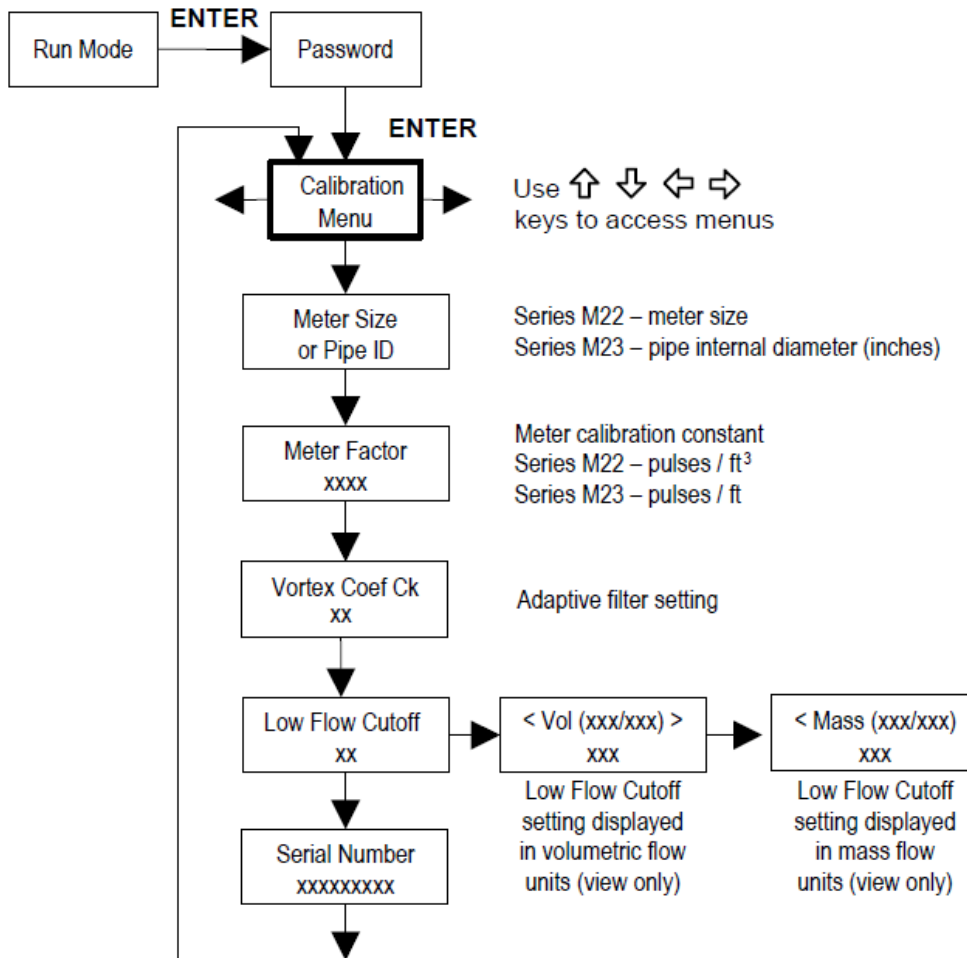 ENTER
Run Mode
Password
ENTER
Calibration
Menu
Use ⇧ ⇩ ⇦ ⇨
keys to access menus
Meter Size
or Pipe ID
Series M22 – meter size
Series M23 – pipe internal diameter (inches)
Meter Factor
xxxx
Meter calibration constant
Series M22 – pulses / ft³
Series M23 – pulses / ft
Vortex Coef Ck
xx
Adaptive filter setting
Low Flow Cutoff
xx
< Vol (xxx/xxx) >
xxx
< Mass (xxx/xxx)
xxx
Low Flow Cutoff
setting displayed
in volumetric flow
units (view only)
Low Flow Cutoff
setting displayed
in mass flow
units (view only)
Serial Number
xxxxxxxxx